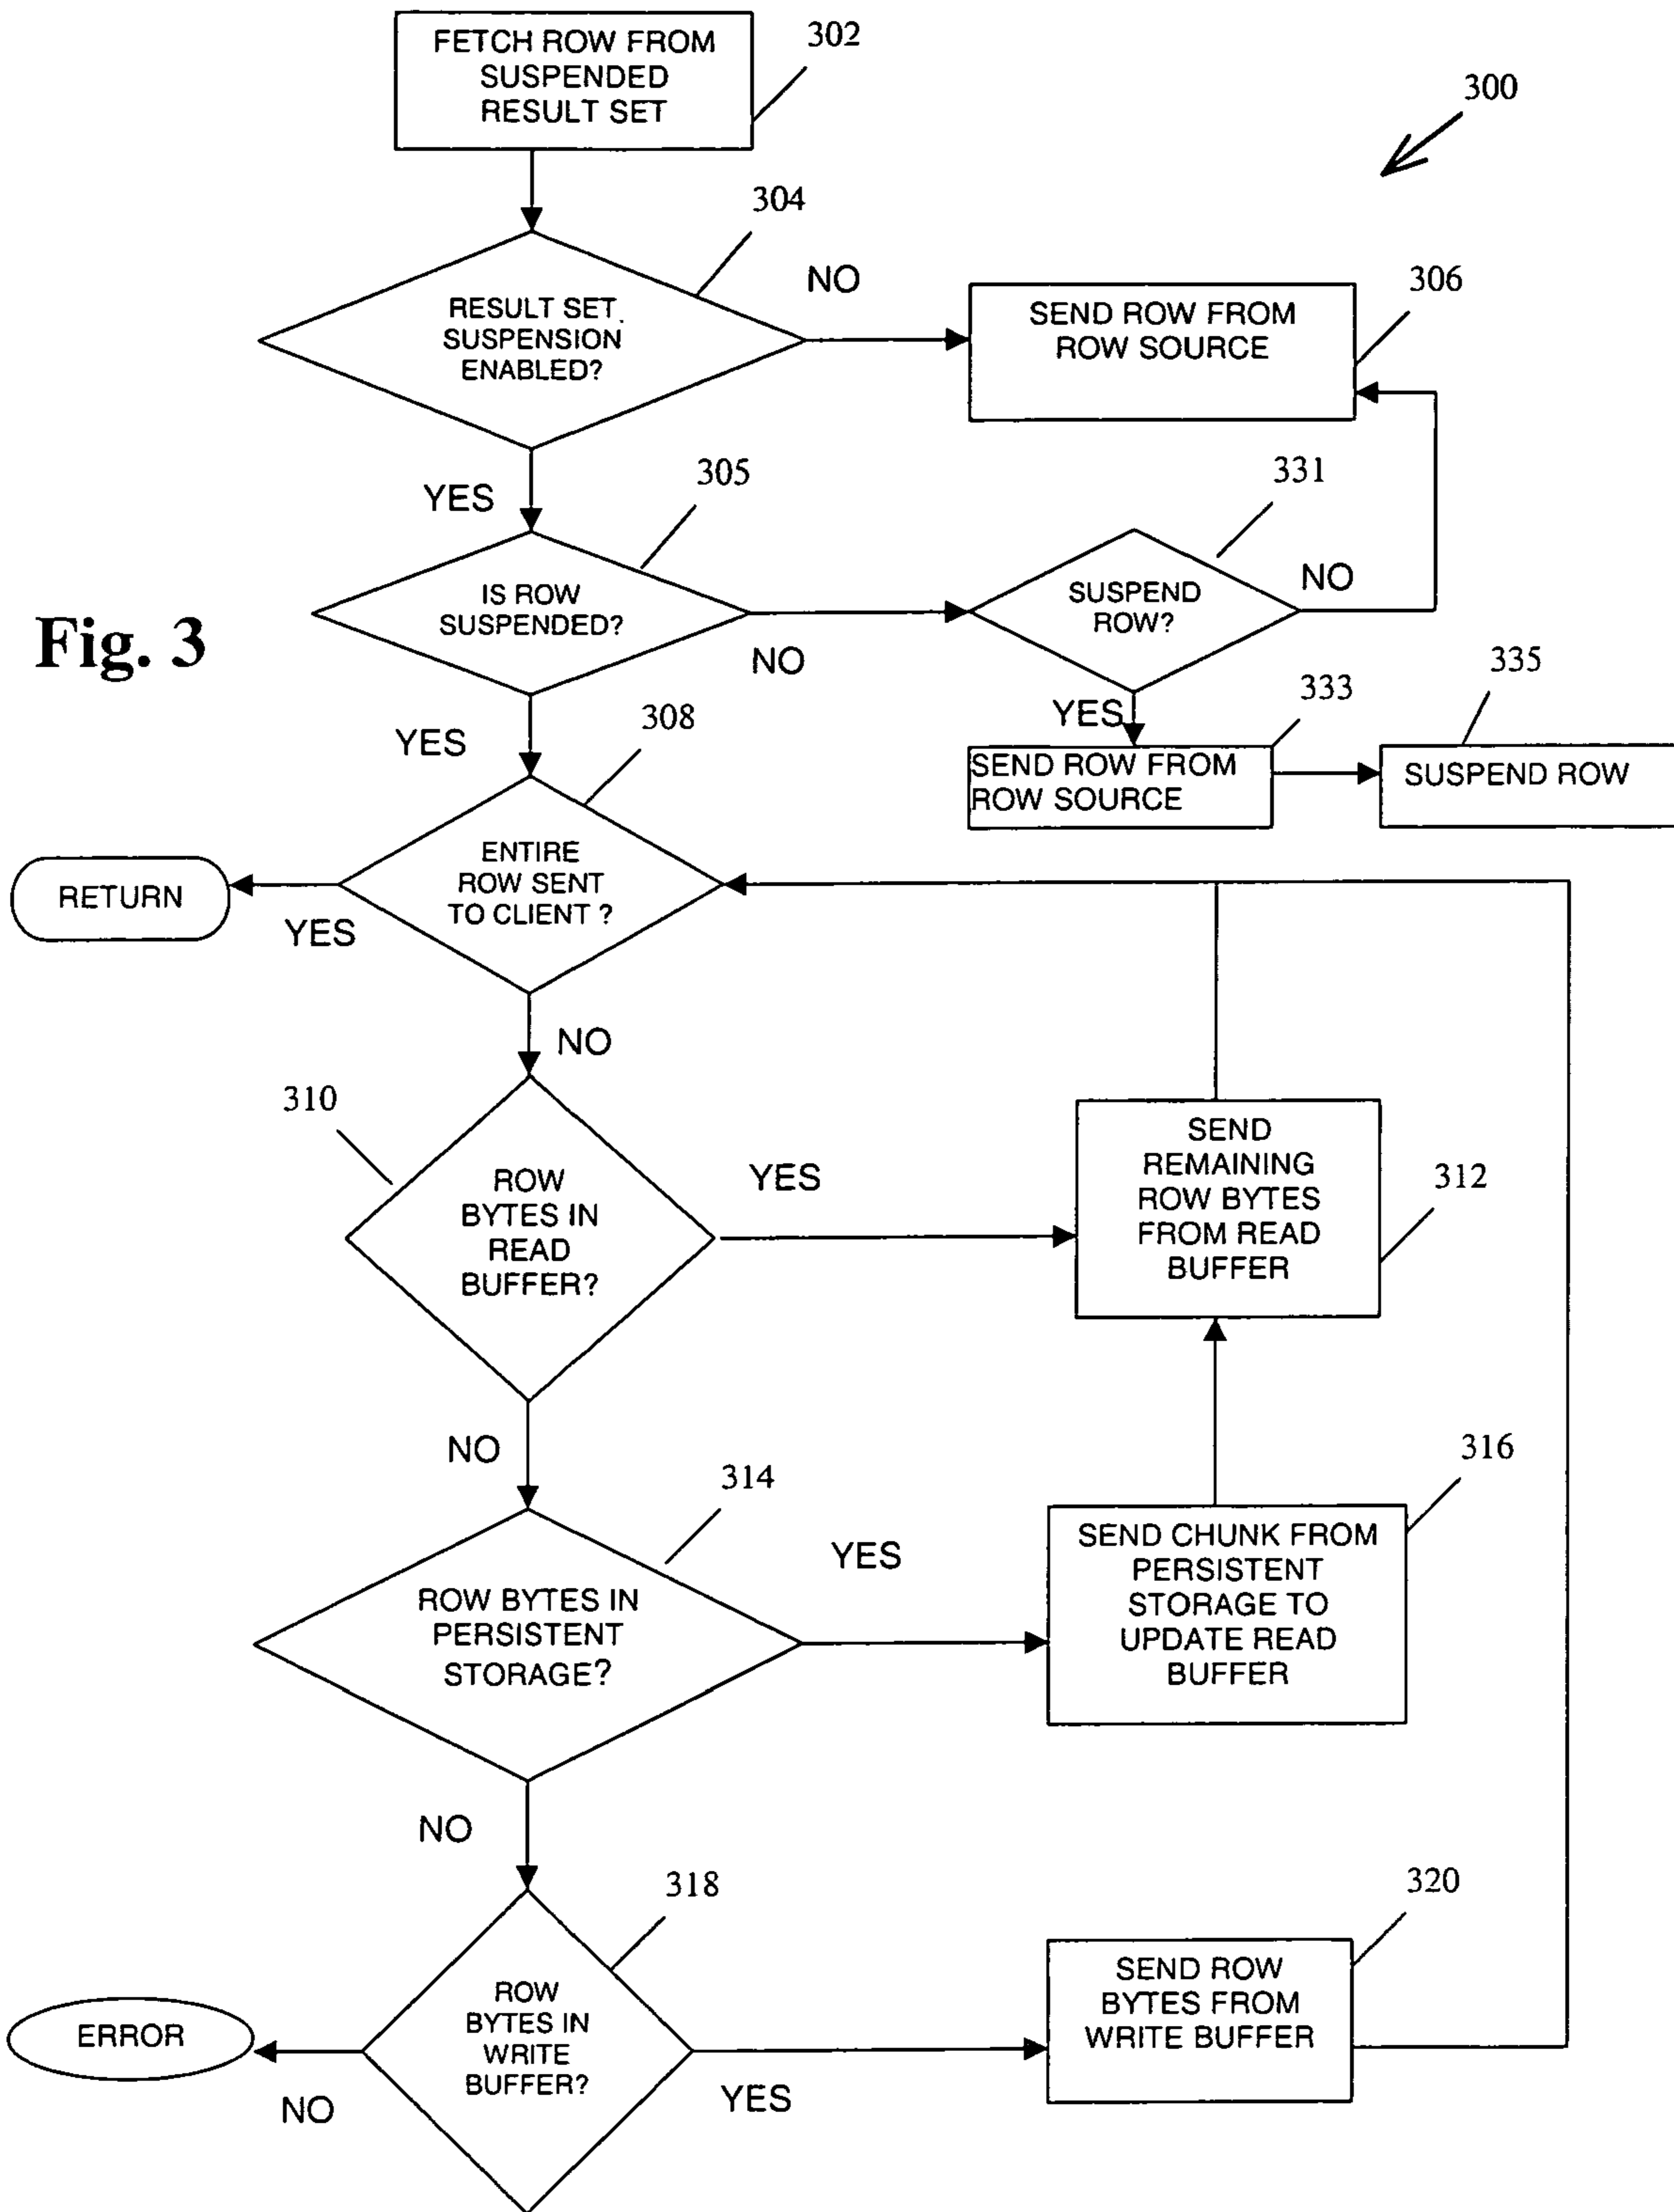 FETCH ROW FROM
SUSPENDED
RESULT SET
302
300
304
RESULT SET
SUSPENSION
ENABLED?
NO
SEND ROW FROM
ROW SOURCE
306
YES
305
331
IS ROW
SUSPENDED?
NO
SUSPEND
ROW?
NO
Fig. 3
YES
308
YES
333
335
SEND ROW FROM
ROW SOURCE
SUSPEND ROW
ENTIRE
ROW SENT
TO CLIENT ?
RETURN
YES
NO
310
ROW
BYTES IN
READ
BUFFER?
YES
SEND
REMAINING
ROW BYTES
FROM READ
BUFFER
312
NO
314
ROW BYTES IN
PERSISTENT
STORAGE?
YES
SEND CHUNK FROM
PERSISTENT
STORAGE TO
UPDATE READ
BUFFER
316
NO
318
ROW
BYTES IN
WRITE
BUFFER?
ERROR
NO
YES
SEND ROW
BYTES FROM
WRITE BUFFER
320